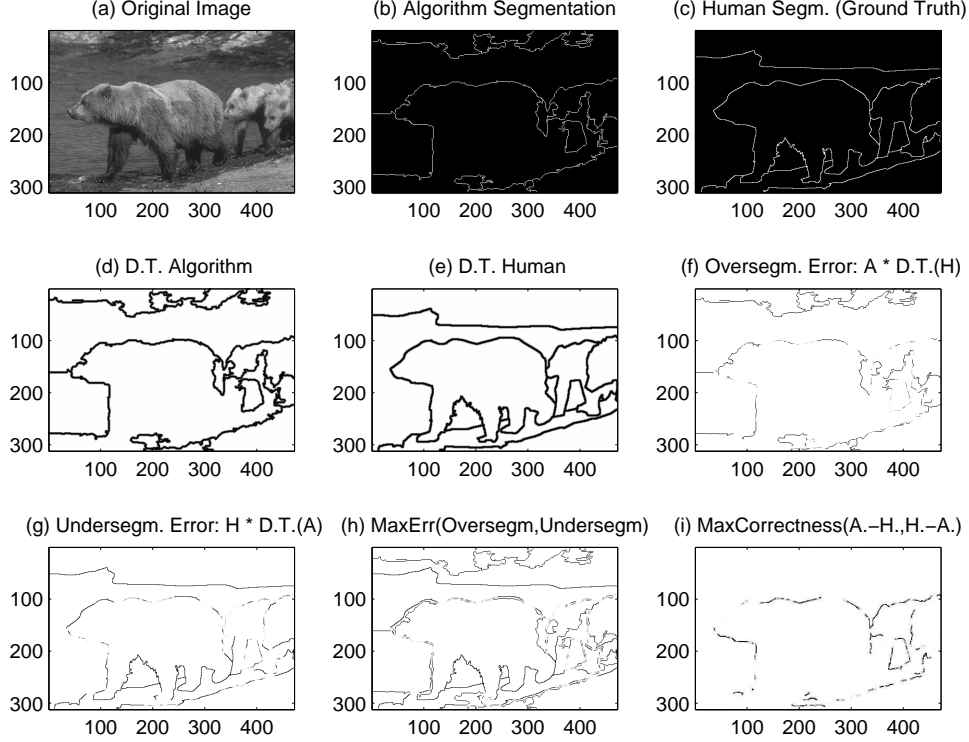 (a) Original Image
(b) Algorithm Segmentation
(c) Human Segm. (Ground Truth)
100
200
300
100 200 300 400
100
200
300
100 200 300 400
100
200
300
100 200 300 400
(d) D.T. Algorithm
(e) D.T. Human
(f) Oversegm. Error: A * D.T.(H)
100
200
300
100 200 300 400
100
200
300
100 200 300 400
100
200
300
100 200 300 400
(g) Undersegm. Error: H * D.T.(A)
(h) MaxErr(Oversegm,Undersegm)
(i) MaxCorrectness(A.−H.,H.−A.)
100
200
300
100 200 300 400
100
200
300
100 200 300 400
100
200
300
100 200 300 400